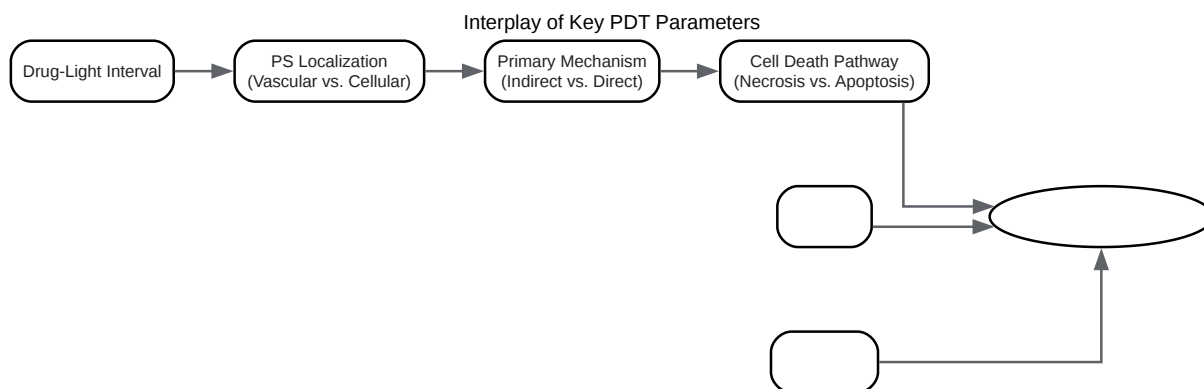 Interplay of Key PDT Parameters
Drug-Light Interval
PS Localization
(Vascular vs. Cellular)
Primary Mechanism
(Indirect vs. Direct)
Cell Death Pathway
(Necrosis vs. Apoptosis)